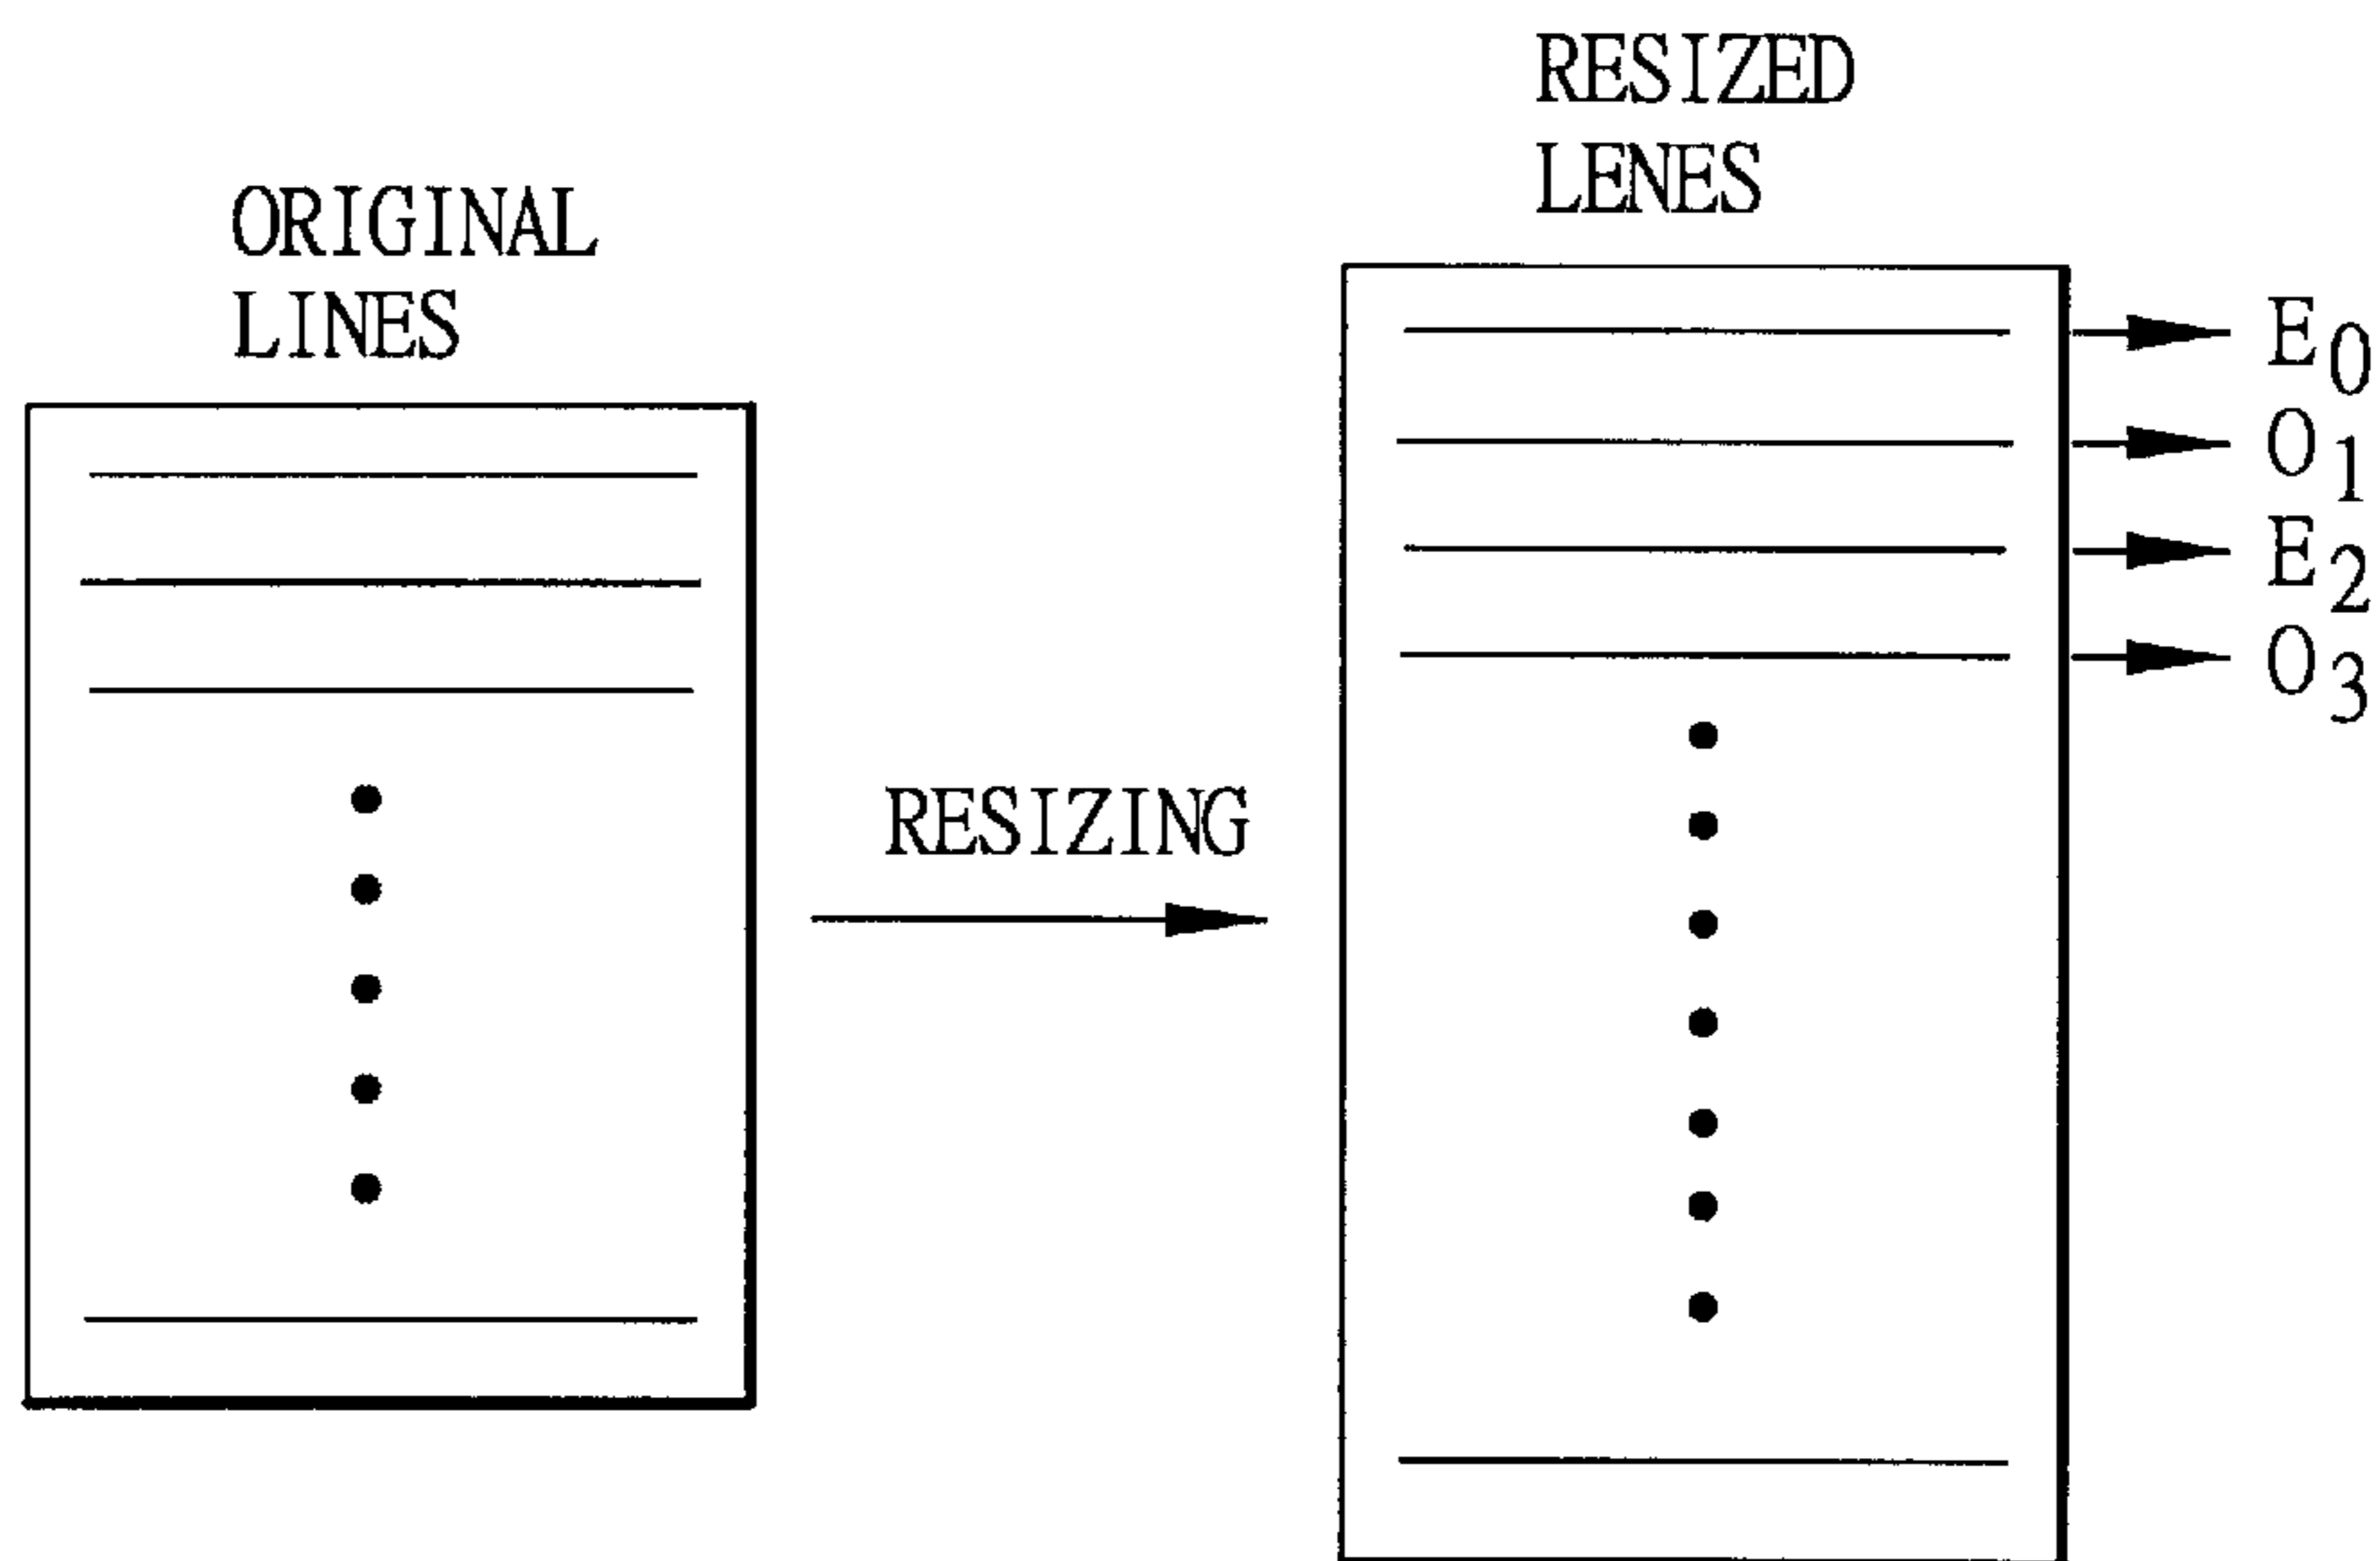 ORIGINAL
LINES
RESIZING
RESIZED
LENES
E0
O1
E2
O3